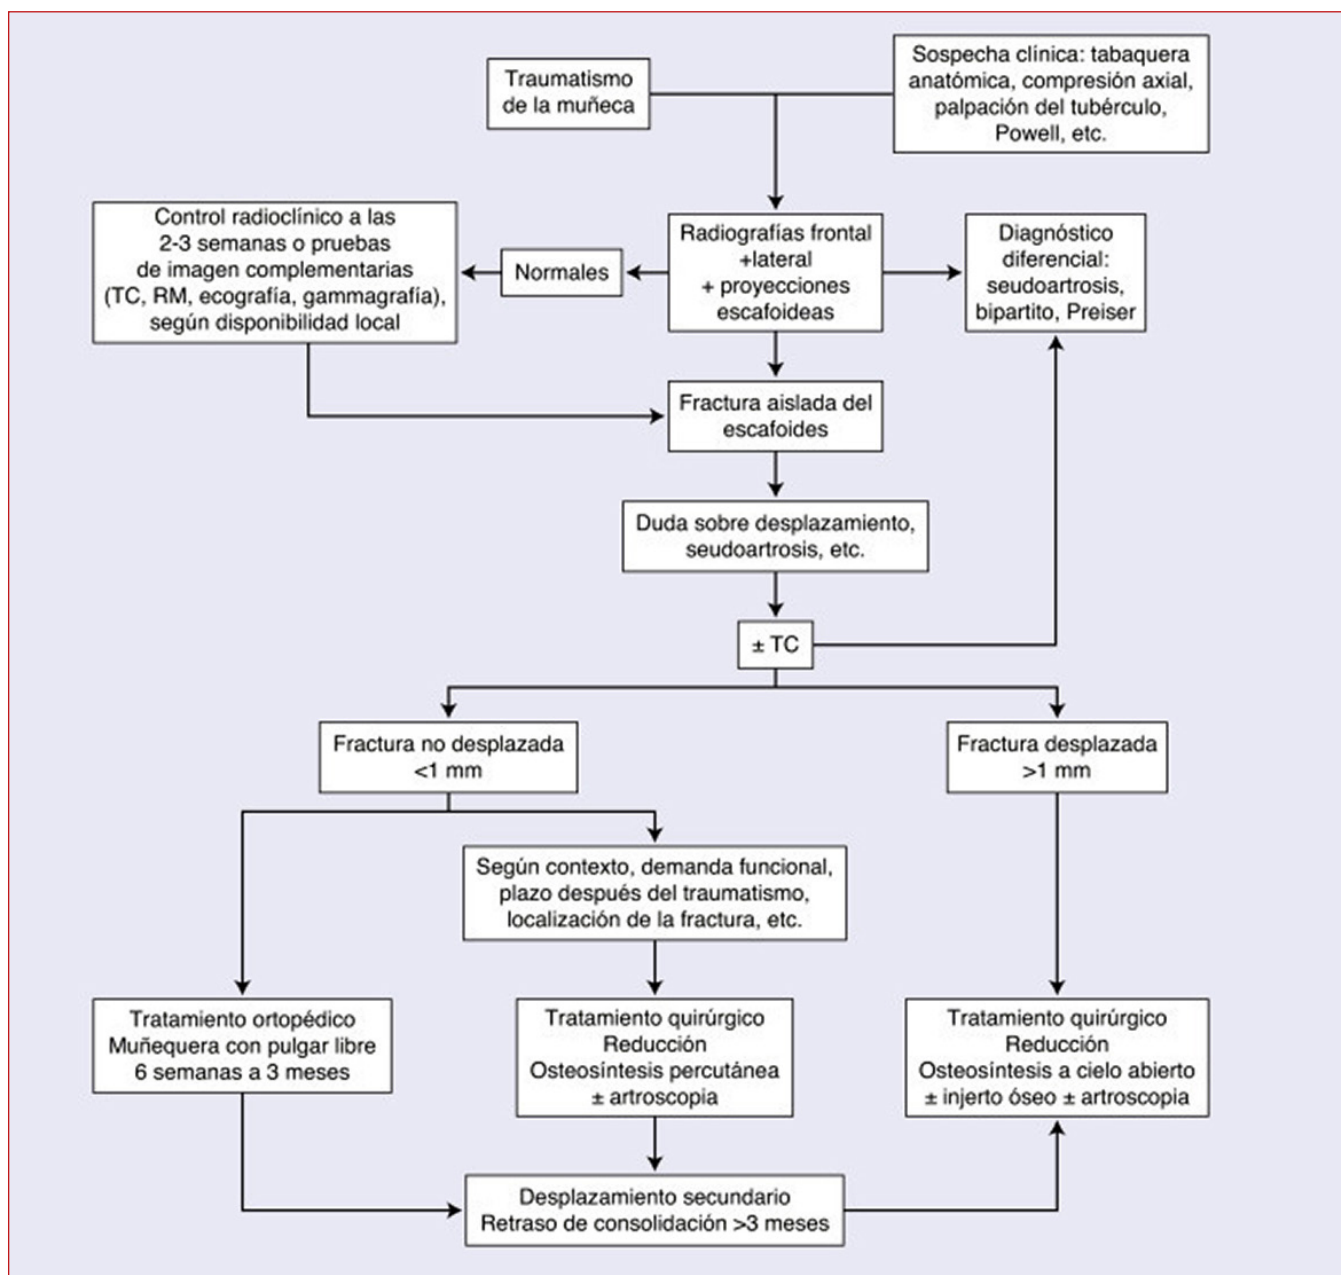 Traumatismo
de la muñeca
Sospecha clínica: tabaquera
anatómica, compresión axial,
palpación del tubérculo,
Powell, etc.
Control radioclínico a las
2-3 semanas o pruebas
de imagen complementarias
(TC, RM, ecografía, gammagrafía),
según disponibilidad local
Normales
Radiografías frontal
+lateral
+ proyecciones
escafoideas
Diagnóstico
diferencial:
seudoartrosis,
bipartito, Preiser
Fractura aislada del
escafoides
Duda sobre desplazamiento,
seudoartrosis, etc.
± TC
Fractura no desplazada
<1 mm
Fractura desplazada
>1 mm
Según contexto, demanda funcional,
plazo después del traumatismo,
localización de la fractura, etc.
Tratamiento ortopédico
Muñequera con pulgar libre
6 semanas a 3 meses
Tratamiento quirúrgico
Reducción
Osteosíntesis percutánea
± artroscopia
Tratamiento quirúrgico
Reducción
Osteosíntesis a cielo abierto
± injerto óseo ± artroscopia
Desplazamiento secundario
Retraso de consolidación >3 meses